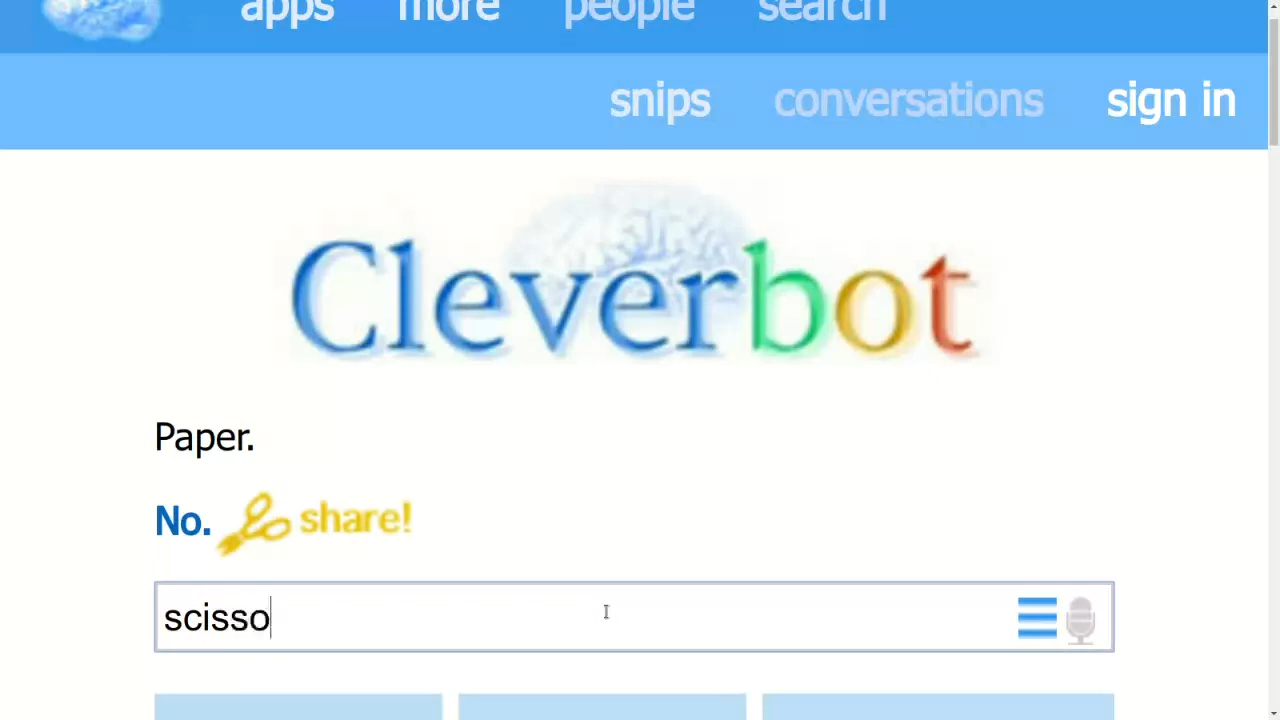 apps more people search
snips conversations sign in
Cleverbot
Paper.
No. share!
scisso